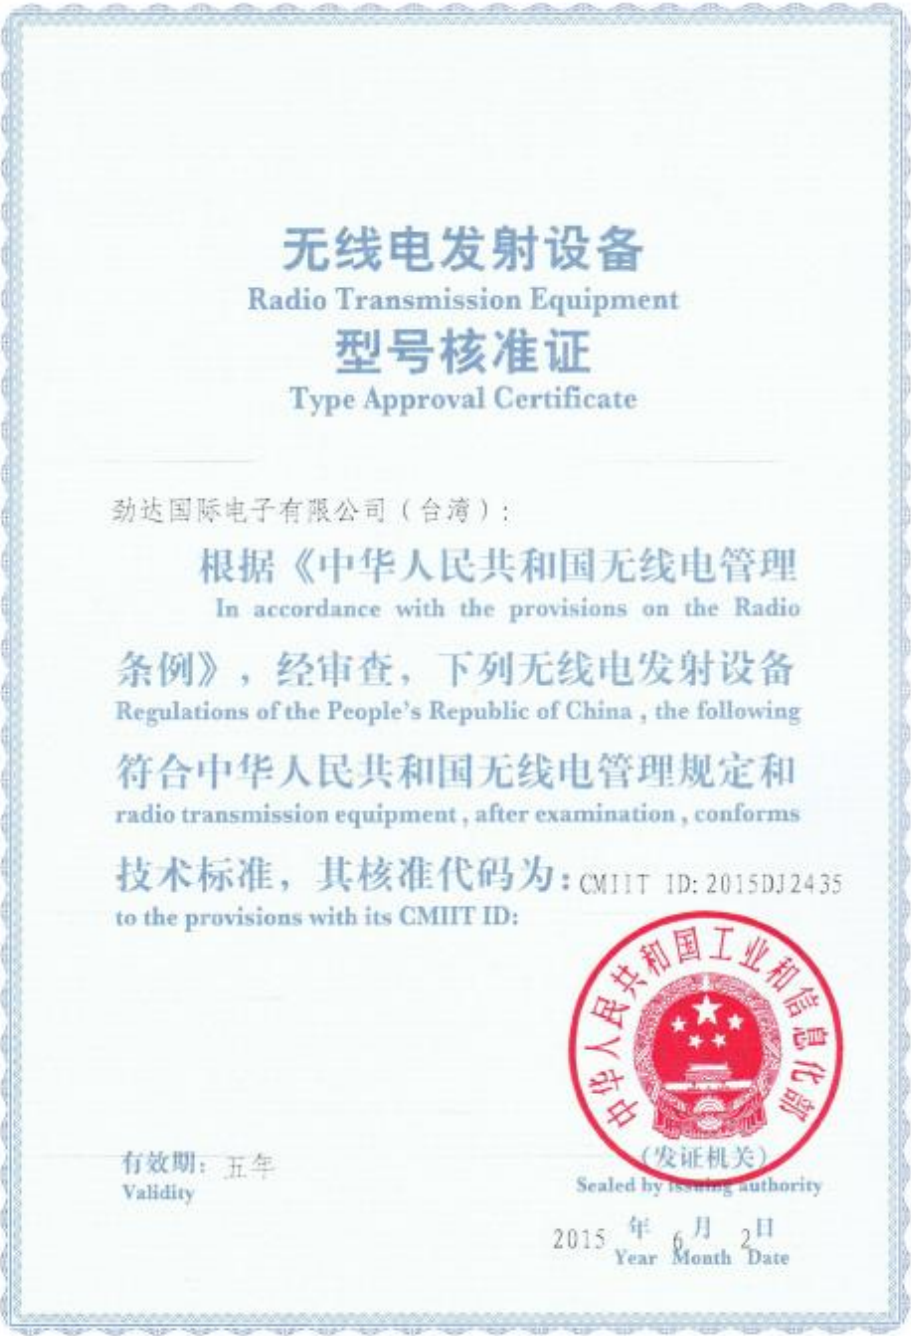 无线电发射设备
Radio Transmission Equipment
型号核准证
Type Approval Certificate
劲达国际电子有限公司（台湾）：
根据《中华人民共和国无线电管理
In accordance with the provisions on the Radio
条例》，经审查，下列无线电发射设备
Regulations of the People's Republic of China , the following
符合中华人民共和国无线电管理规定和
radio transmission equipment , after examination , conforms
技术标准，其核准代码为：CMIIT ID: 2015DJ2435
to the provisions with its CMIIT ID:
中华人民共和国工业和信息化部
有效期：五年
Validity
（发证机关）
Sealed by issuing authority
2015 年 6 月 2 日
Year Month Date